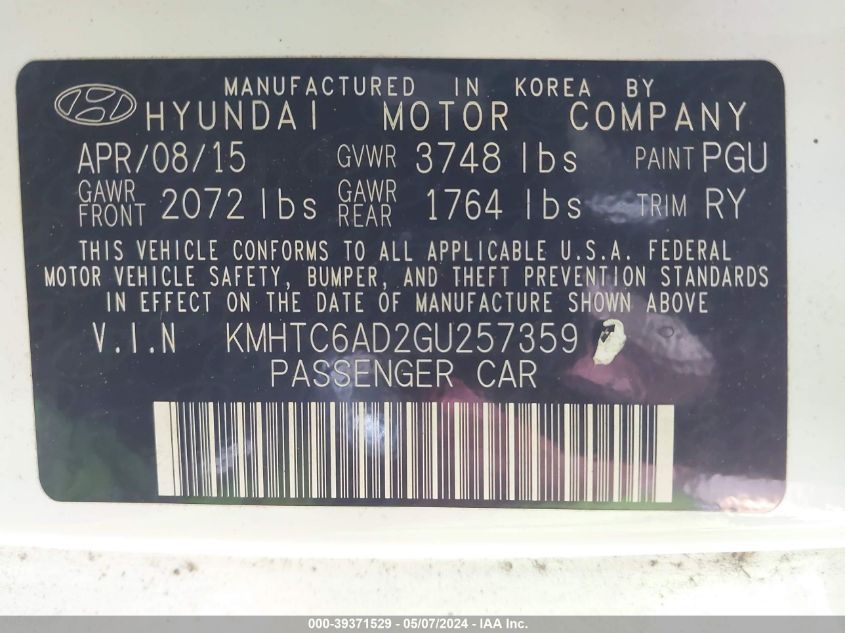 MANUFACTURED IN KOREA BY
HYUNDAI MOTOR COMPANY
APR/08/15 GVWR 3748 lbs PAINT PGU
GAWR FRONT 2072 lbs GAWR REAR 1764 lbs TRIM RY
THIS VEHICLE CONFORMS TO ALL APPLICABLE U.S.A. FEDERAL
MOTOR VEHICLE SAFETY, BUMPER, AND THEFT PREVENTION STANDARDS
IN EFFECT ON THE DATE OF MANUFACTURE SHOWN ABOVE
V.I.N KMHTC6AD2GU257359
PASSENGER CAR
000-39371529 - 05/07/2024 - IAA Inc.